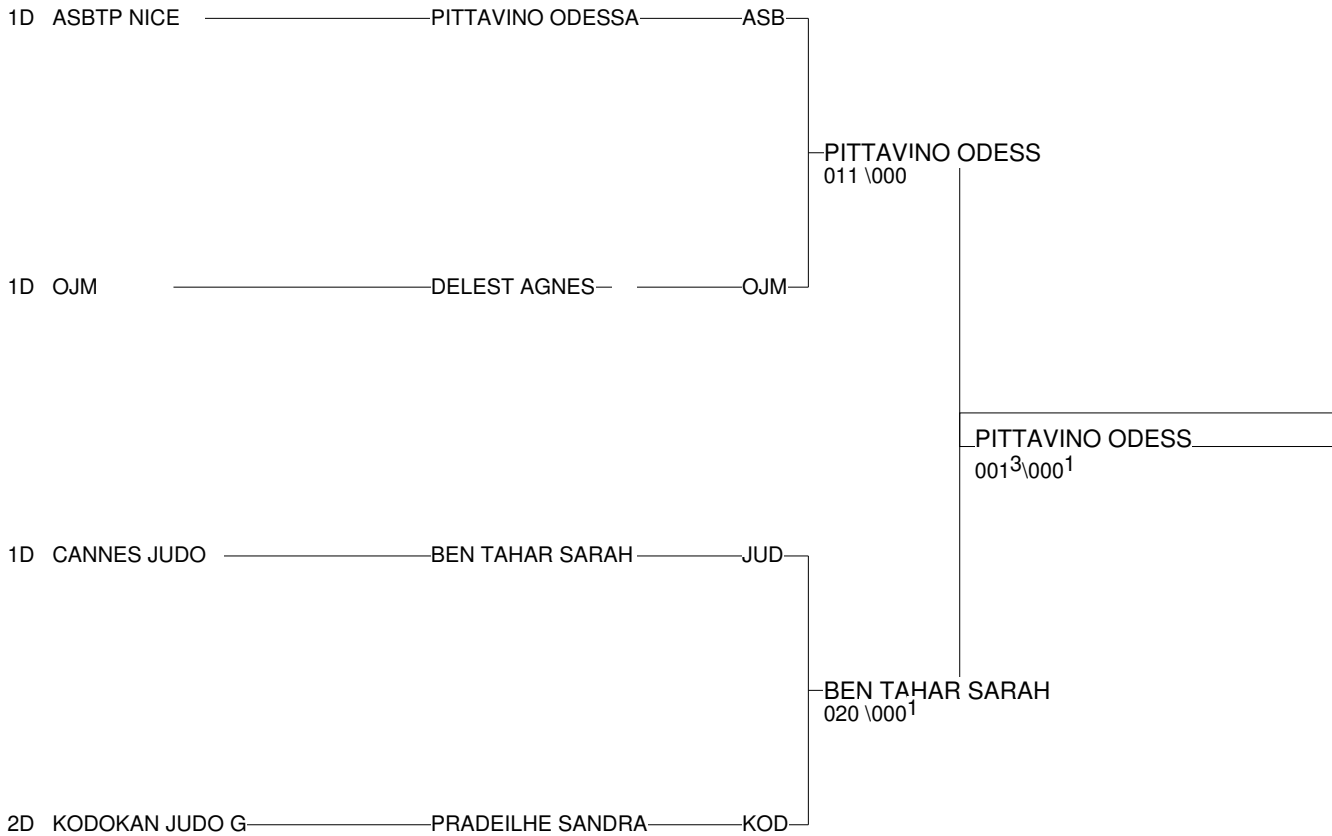 1D ASBTP NICE PITTAVINO ODESSA ASB
PITTAVINO ODESS
011 \000
1D OJM DELEST AGNES OJM
PITTAVINO ODESS
001³\000¹
1D CANNES JUDO BEN TAHAR SARAH JUD
BEN TAHAR SARAH
020 \000¹
2D KODOKAN JUDO G PRADEILHE SANDRA KOD